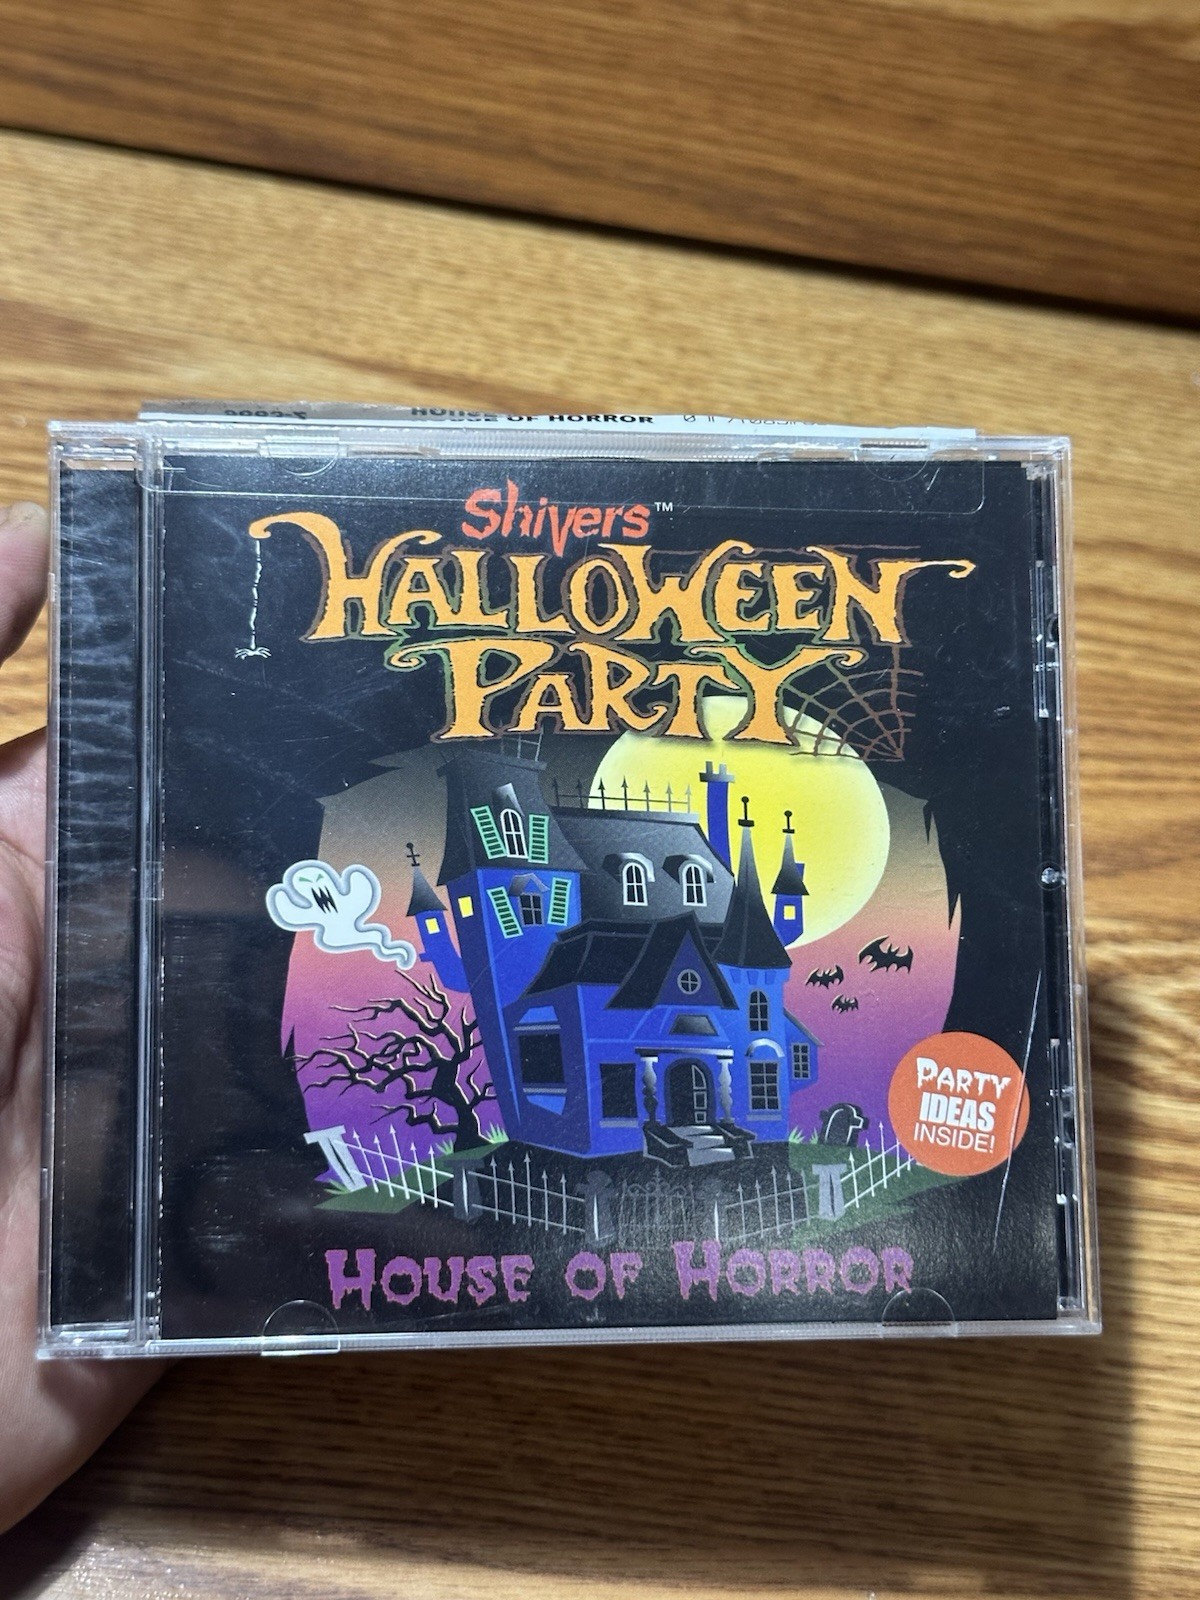 HOUSE OF HORROR
Shivers™
HALLOWEEN
PARTY
PARTY
IDEAS
INSIDE!
HOUSE OF HORROR